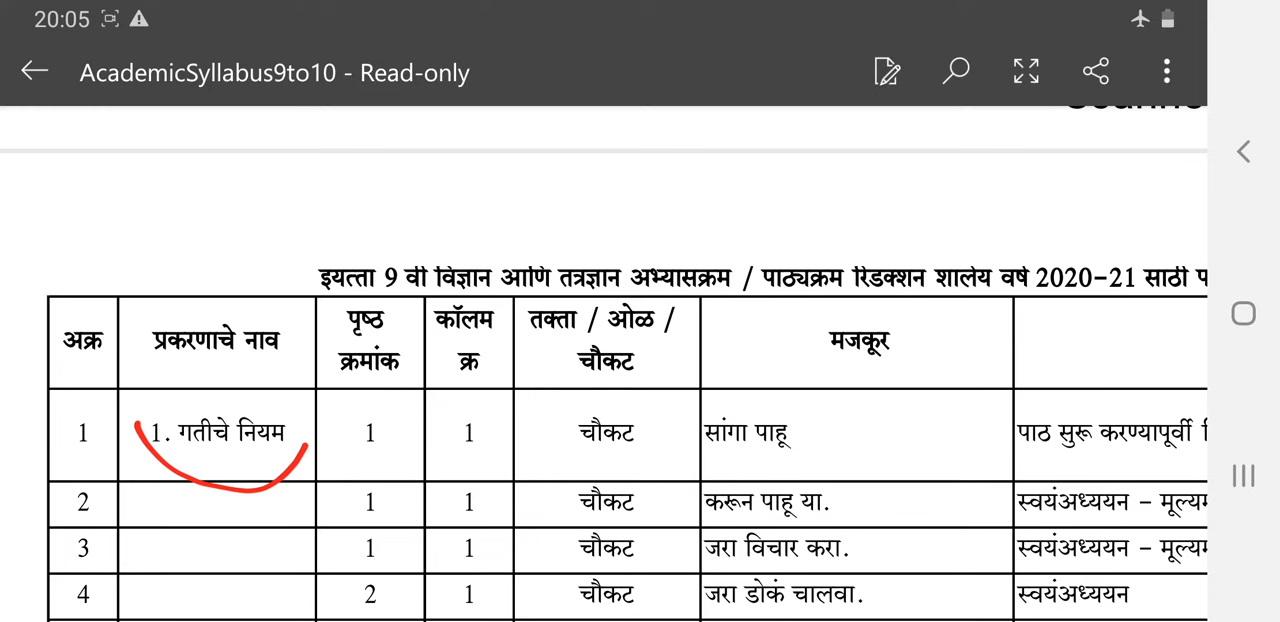 20:05
AcademicSyllabus9to10 - Read-only
इयत्ता 9 वी विज्ञान आणि तत्रज्ञान अभ्यासक्रम / पाठ्यक्रम रिडक्शन शालेय वर्ष 2020-21 साठी
अक्र प्रकरणाचे नाव पृष्ठ क्रमांक कॉलम क्र तक्ता / ओळ / चौकट मजकूर
1 1. गतीचे नियम 1 1 चौकट सांगा पाहू पाठ सुरू करण्यापूर्वी
2 1 1 चौकट करून पाहू या. स्वयंअध्ययन -
3 1 1 चौकट जरा विचार करा. स्वयंअध्ययन -
4 2 1 चौकट जरा डोकं चालवा. स्वयंअध्ययन